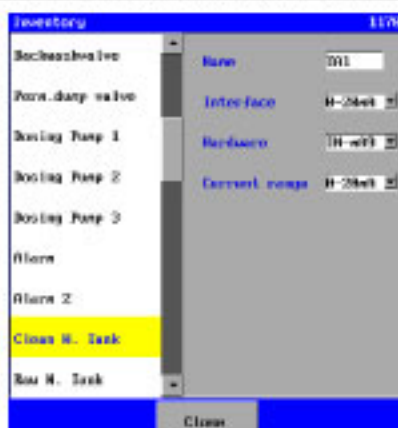 Inventory
Backwashvalve
Perm.dump valve
Dosing Pump 1
Dosing Pump 2
Dosing Pump 3
Alarm
Alarm 2
Clean W. Tank
Raw W. Tank
Name
Interface
Hardware
Current range
Close